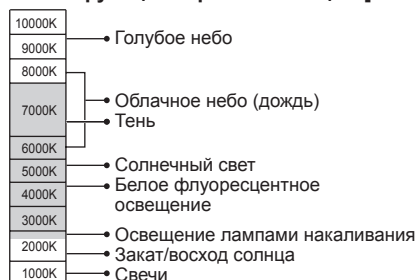 10000K
9000K
8000K
7000K
6000K
5000K
4000K
3000K
2000K
1000K
Голубое небо
Облачное небо (дождь)
Тень
Солнечный свет
Белое флуоресцентное
освещение
Освещение лампами накаливания
Закат/восход солнца
Свечи